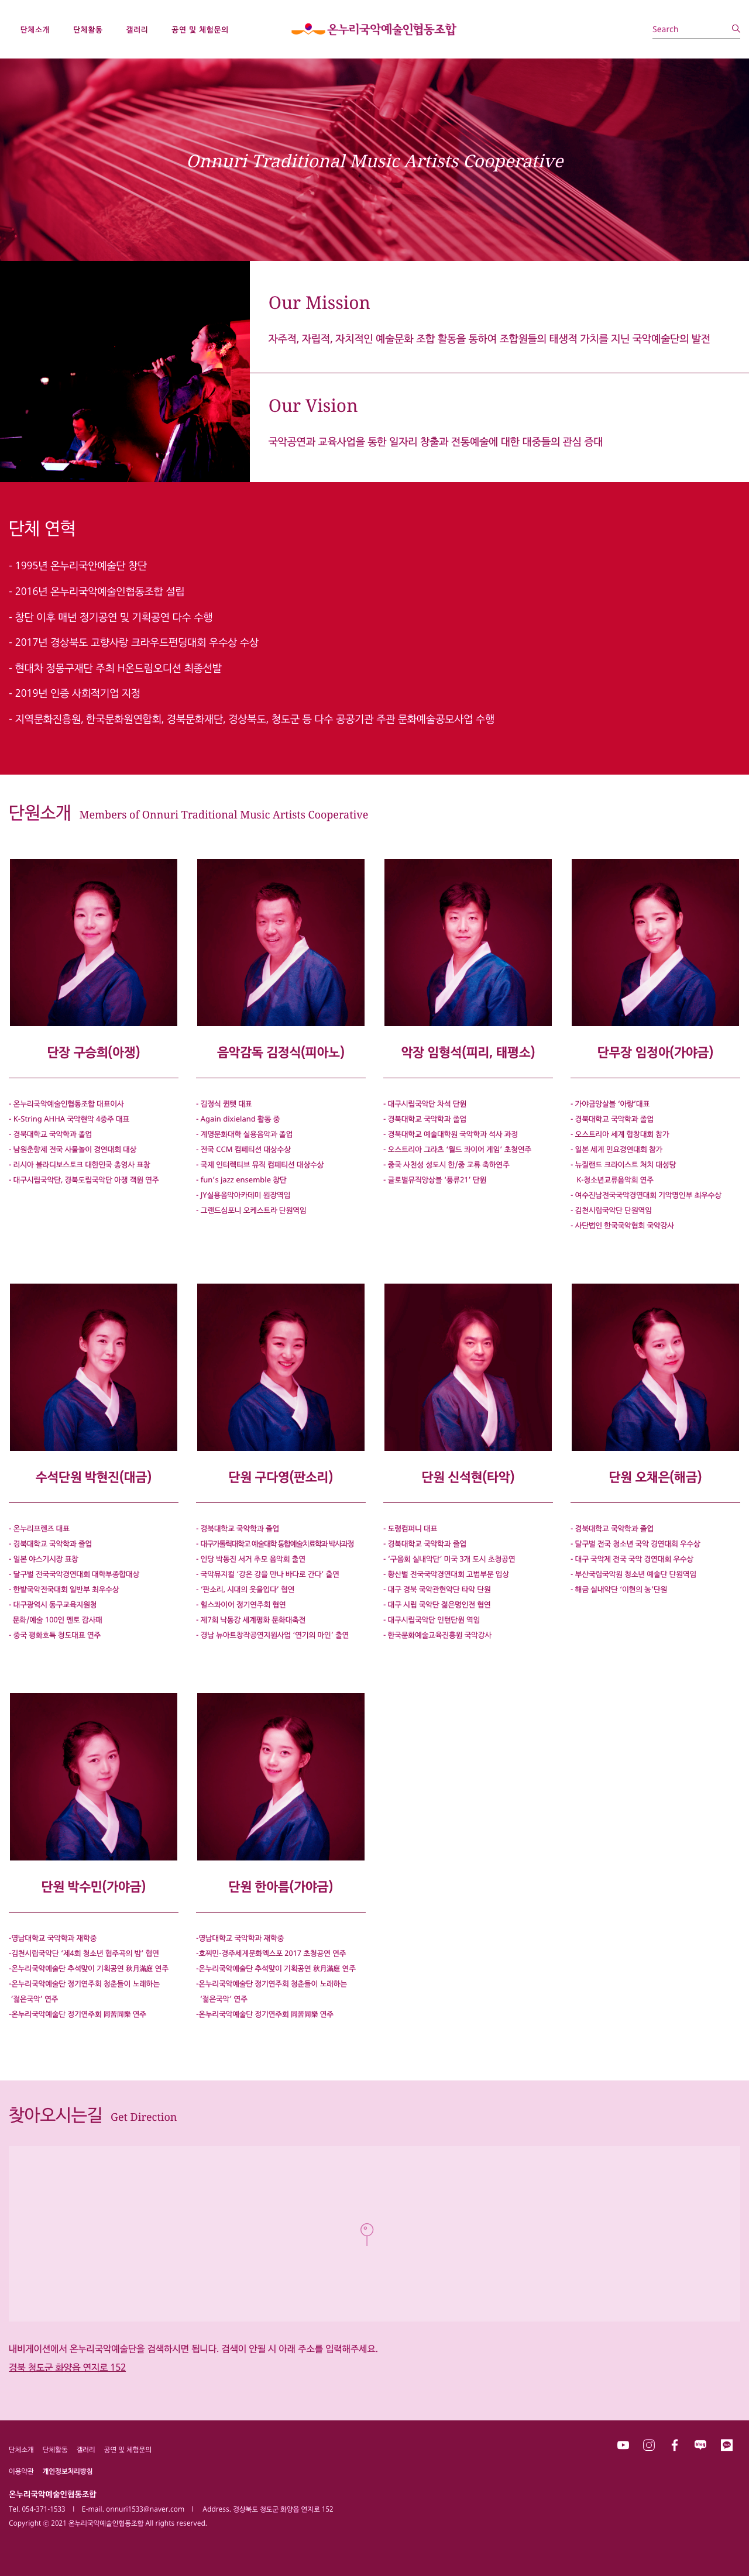 단체소개 단체활동 갤러리 공연 및 체험문의 온누리국악예술인협동조합 Search
Onnuri Traditional Music Artists Cooperative
Our Mission
자주적, 자립적, 자치적인 예술문화 조합 활동을 통하여 조합원들의 태생적 가치를 지닌 국악예술단의 발전
Our Vision
국악공연과 교육사업을 통한 일자리 창출과 전통예술에 대한 대중들의 관심 증대
단체 연혁
- 1995년 온누리국안예술단 창단
- 2016년 온누리국악예술인협동조합 설립
- 창단 이후 매년 정기공연 및 기획공연 다수 수행
- 2017년 경상북도 고향사랑 크라우드펀딩대회 우수상 수상
- 현대차 정몽구재단 주최 H온드림오디션 최종선발
- 2019년 인증 사회적기업 지정
- 지역문화진흥원, 한국문화원연합회, 경북문화재단, 경상북도, 청도군 등 다수 공공기관 주관 문화예술공모사업 수행
단원소개 Members of Onnuri Traditional Music Artists Cooperative
단장 구승희(아쟁)
- 온누리국악예술인협동조합 대표이사
- K-String AHHA 국악현악 4중주 대표
- 경북대학교 국악학과 졸업
- 남원춘향제 전국 사물놀이 경연대회 대상
- 러시아 블라디보스토크 대한민국 총영사 표창
- 대구시립국악단, 경북도립국악단 아쟁 객원 연주
음악감독 김정식(피아노)
- 김정식 퀸텟 대표
- Again dixieland 활동 중
- 계명문화대학 실용음악과 졸업
- 전국 CCM 컴페티션 대상수상
- 국제 인터렉티브 뮤직 컴페티션 대상수상
- fun's jazz ensemble 창단
- JY실용음악아카데미 원장역임
- 그랜드심포니 오케스트라 단원역임
악장 임형석(피리, 태평소)
- 대구시립국악단 차석 단원
- 경북대학교 국악학과 졸업
- 경북대학교 예술대학원 국악학과 석사 과정
- 오스트리아 그라츠 '월드 콰이어 게임' 초청연주
- 중국 사천성 성도시 한/중 교류 축하연주
- 글로벌뮤직앙상블 '풍류21' 단원
단무장 임정아(가야금)
- 가야금앙살블 '아랑'대표
- 경북대학교 국악학과 졸업
- 오스트리아 세계 합창대회 참가
- 일본 세계 민요경연대회 참가
- 뉴질랜드 크라이스트 처치 대성당
K-청소년교류음악회 연주
- 여수진남전국국악경연대회 기악명인부 최우수상
- 김천시립국악단 단원역임
- 사단법인 한국국악협회 국악강사
수석단원 박현진(대금)
- 온누리프렌즈 대표
- 경북대학교 국악학과 졸업
- 일본 야스기시장 표창
- 달구벌 전국국악경연대회 대학부종합대상
- 한밭국악전국대회 일반부 최우수상
- 대구광역시 동구교육지원청
문화/예술 100인 멘토 감사패
- 중국 평화호특 청도대표 연주
단원 구다영(판소리)
- 경북대학교 국악학과 졸업
- 대구가톨릭대학교 예술대학 통합예술치료학과 박사과정
- 인당 박동진 서거 추모 음악회 출연
- 국악뮤지컬 '강은 강을 만나 바다로 간다' 출연
- '판소리, 시대의 옷을입다' 협연
- 힐스콰이어 정기연주회 협연
- 제7회 낙동강 세계평화 문화대축전
- 경남 뉴아트창작공연지원사업 '연기의 마인' 출연
단원 신석현(타악)
- 도령컴퍼니 대표
- 경북대학교 국악학과 졸업
- '구음회 실내악단' 미국 3개 도시 초청공연
- 황산벌 전국국악경연대회 고법부문 입상
- 대구 경북 국악관현악단 타악 단원
- 대구 시립 국악단 젊은명인전 협연
- 대구시립국악단 인턴단원 역임
- 한국문화예술교육진흥원 국악강사
단원 오채은(해금)
- 경북대학교 국악학과 졸업
- 달구벌 전국 청소년 국악 경연대회 우수상
- 대구 국악제 전국 국악 경연대회 우수상
- 부산국립국악원 청소년 예술단 단원역임
- 해금 실내악단 '이현의 농'단원
단원 박수민(가야금)
-영남대학교 국악학과 재학중
-김천시립국악단 '제4회 청소년 협주곡의 밤' 협연
-온누리국악예술단 추석맞이 기획공연 秋月滿庭 연주
-온누리국악예술단 정기연주회 청춘들이 노래하는
'젊은국악' 연주
-온누리국악예술단 정기연주회 同苦同樂 연주
단원 한아름(가야금)
-영남대학교 국악학과 재학중
-호찌민-경주세계문화엑스포 2017 초청공연 연주
-온누리국악예술단 추석맞이 기획공연 秋月滿庭 연주
-온누리국악예술단 정기연주회 청춘들이 노래하는
'젊은국악' 연주
-온누리국악예술단 정기연주회 同苦同樂 연주
찾아오시는길 Get Direction
내비게이션에서 온누리국악예술단을 검색하시면 됩니다. 검색이 안될 시 아래 주소를 입력해주세요.
경북 청도군 화양읍 연지로 152
단체소개 단체활동 갤러리 공연 및 체험문의
이용약관 개인정보처리방침
온누리국악예술인협동조합
Tel. 054-371-1533 | E-mail. onnuri1533@naver.com | Address. 경상북도 청도군 화양읍 연지로 152
Copyright ⓒ 2021 온누리국악예술인협동조합 All rights reserved.